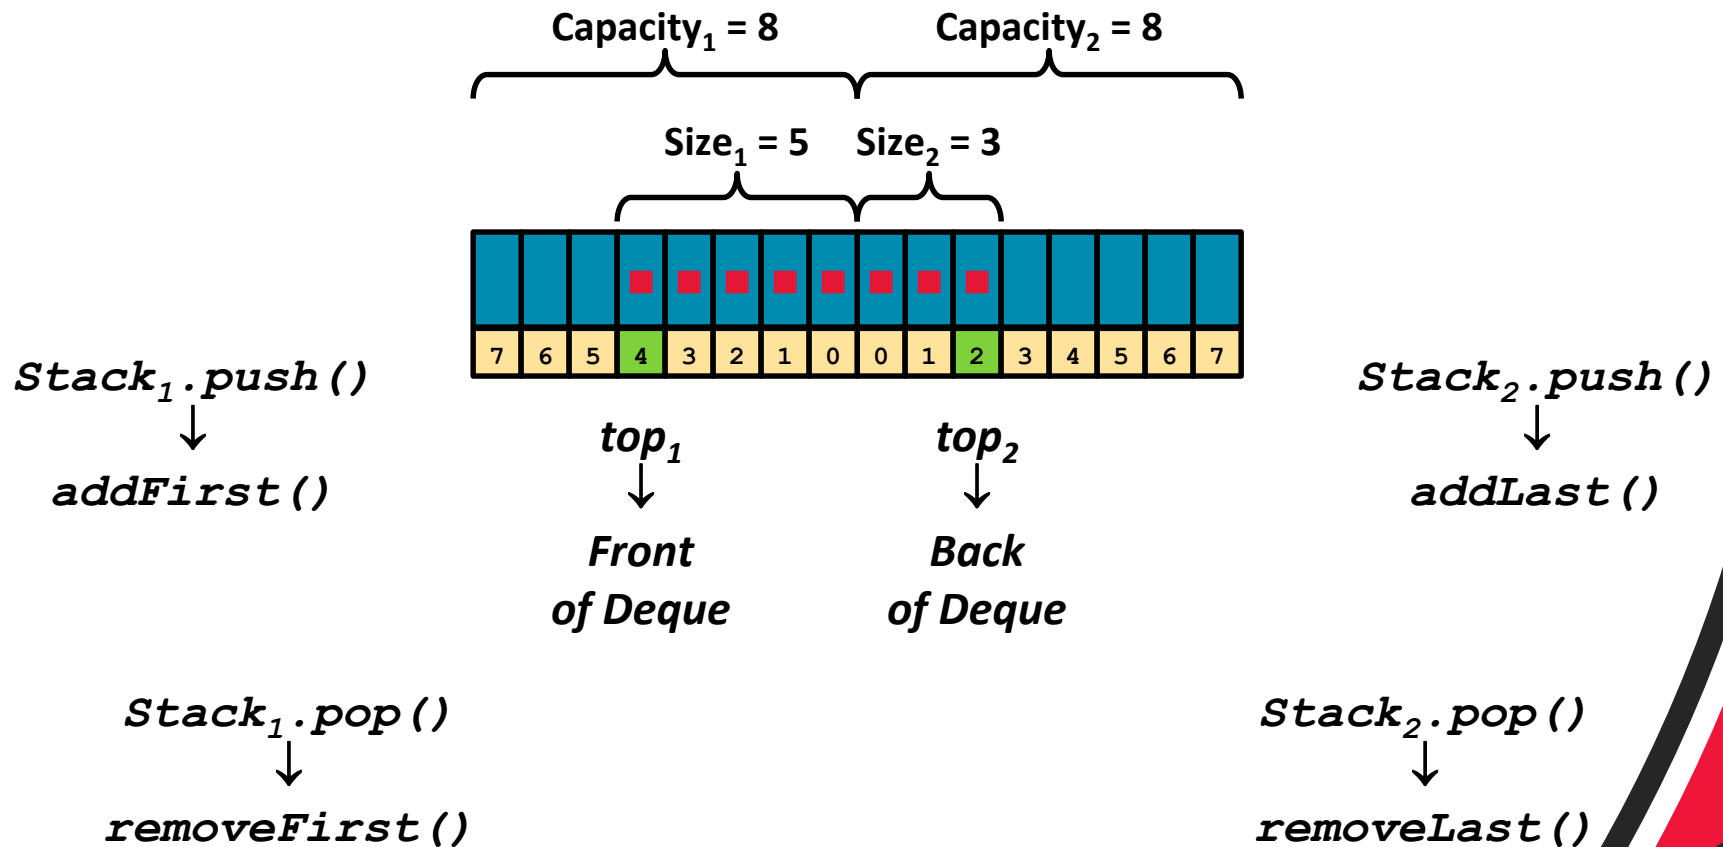 Capacity₁ = 8 Capacity₂ = 8
Size₁ = 5 Size₂ = 3
7 6 5 4 3 2 1 0 0 1 2 3 4 5 6 7
Stack₁.push() Stack₂.push()
top₁ top₂
addFirst() addLast()
Front Back
of Deque of Deque
Stack₁.pop() Stack₂.pop()
removeFirst() removeLast()